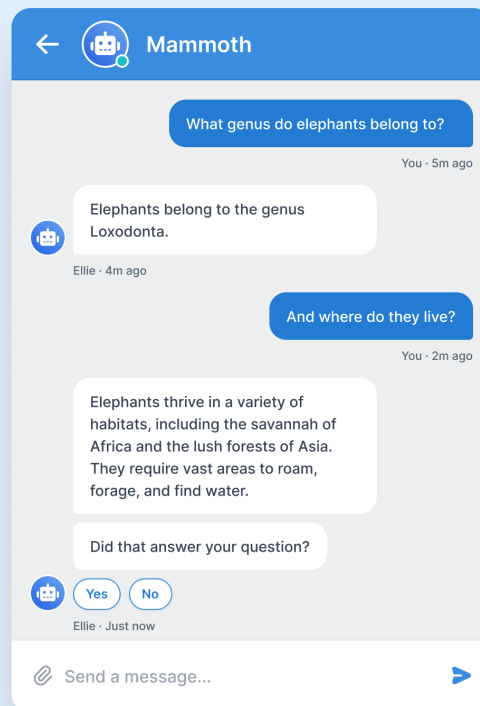 Mammoth
What genus do elephants belong to?
You · 5m ago
Elephants belong to the genus
Loxodonta.
Ellie · 4m ago
And where do they live?
You · 2m ago
Elephants thrive in a variety of
habitats, including the savannah of
Africa and the lush forests of Asia.
They require vast areas to roam,
forage, and find water.
Did that answer your question?
Yes No
Ellie · Just now
Send a message...